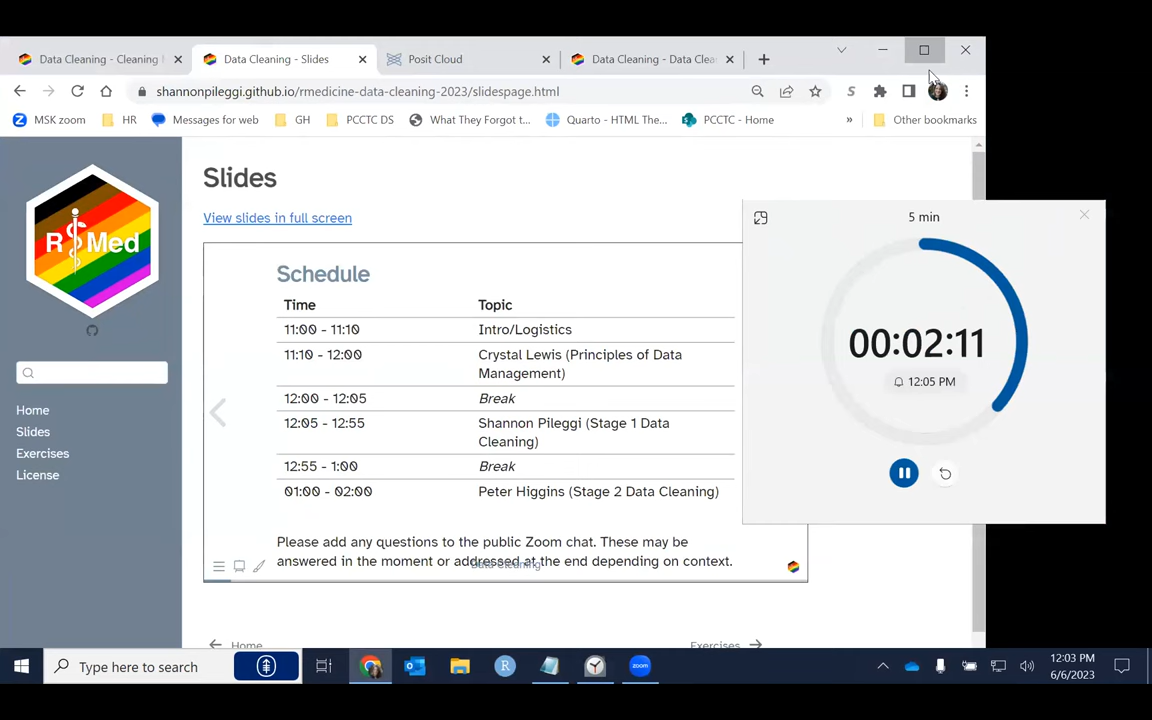 Data Cleaning - Cleaning
Data Cleaning - Slides
Posit Cloud
Data Cleaning - Data Clea
shannonpileggi.github.io/rmedicine-data-cleaning-2023/slidespage.html
MSK zoom
HR
Messages for web
GH
PCCTC DS
What They Forgot t...
Quarto - HTML The...
PCCTC - Home
»
Other bookmarks
R Med
Home
Slides
Exercises
License
Slides
View slides in full screen
Schedule
Time Topic
11:00 - 11:10 Intro/Logistics
11:10 - 12:00 Crystal Lewis (Principles of Data
Management)
12:00 - 12:05 Break
12:05 - 12:55 Shannon Pileggi (Stage 1 Data
Cleaning)
12:55 - 1:00 Break
01:00 - 02:00 Peter Higgins (Stage 2 Data Cleaning)
Please add any questions to the public Zoom chat. These may be
answered in the moment or addressed at the end depending on context.
Data Cleaning
Home
Exercises
5 min
00:02:11
12:05 PM
Type here to search
R
zoom
12:03 PM
6/6/2023